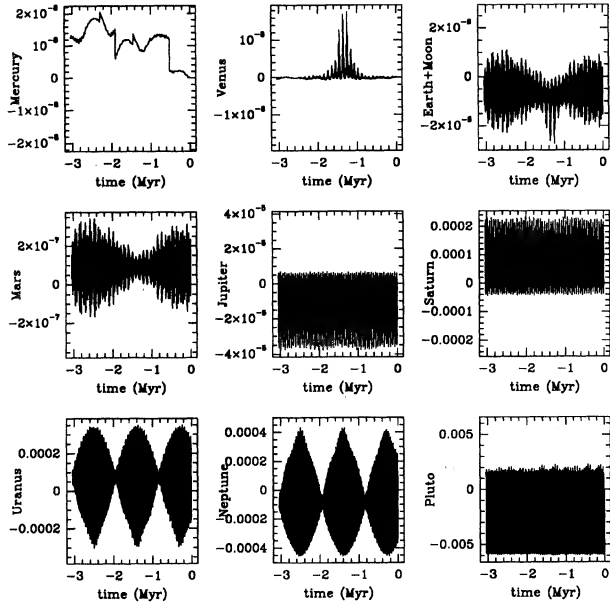 2×10⁻⁸
1×10⁻⁸
0
-1×10⁻⁸
-2×10⁻⁸
Mercury
-3 -2 -1 0
time (Myr)
1×10⁻⁸
0
-1×10⁻⁸
Venus
-3 -2 -1 0
time (Myr)
2×10⁻⁸
0
-2×10⁻⁸
Earth+Moon
-3 -2 -1 0
time (Myr)
2×10⁻⁷
0
-2×10⁻⁷
Mars
-3 -2 -1 0
time (Myr)
4×10⁻⁵
2×10⁻⁵
0
-2×10⁻⁵
-4×10⁻⁵
Jupiter
-3 -2 -1 0
time (Myr)
0.0002
0.0001
0
-0.0001
-0.0002
Saturn
-3 -2 -1 0
time (Myr)
0.0002
0
-0.0002
Uranus
-3 -2 -1 0
time (Myr)
0.0004
0.0002
0
-0.0002
-0.0004
Neptune
-3 -2 -1 0
time (Myr)
0.005
0
-0.005
Pluto
-3 -2 -1 0
time (Myr)